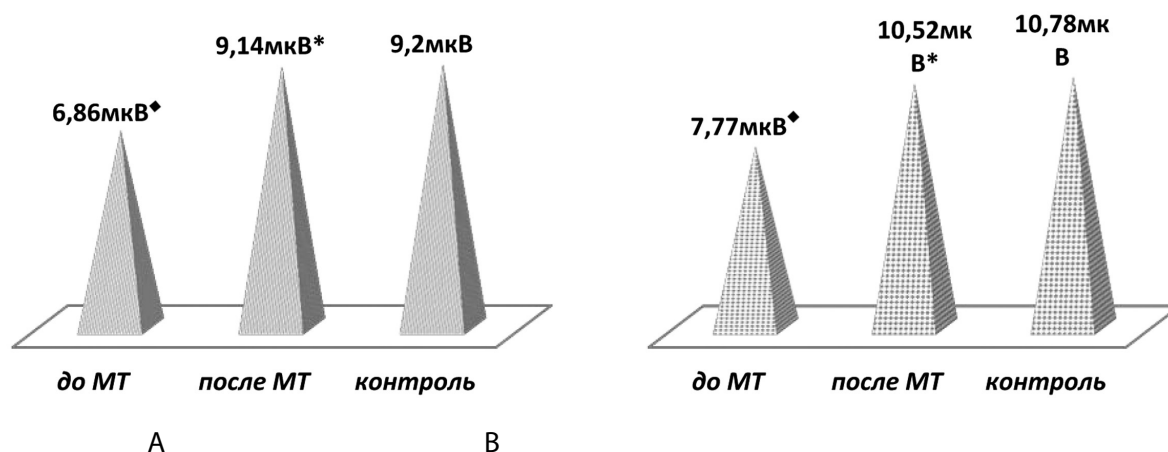 6,86мкВ◆
9,14мкВ*
9,2мкВ
до МТ
после МТ
контроль
7,77мкВ◆
10,52мк
В*
10,78мк
В
до МТ
после МТ
контроль
А
В